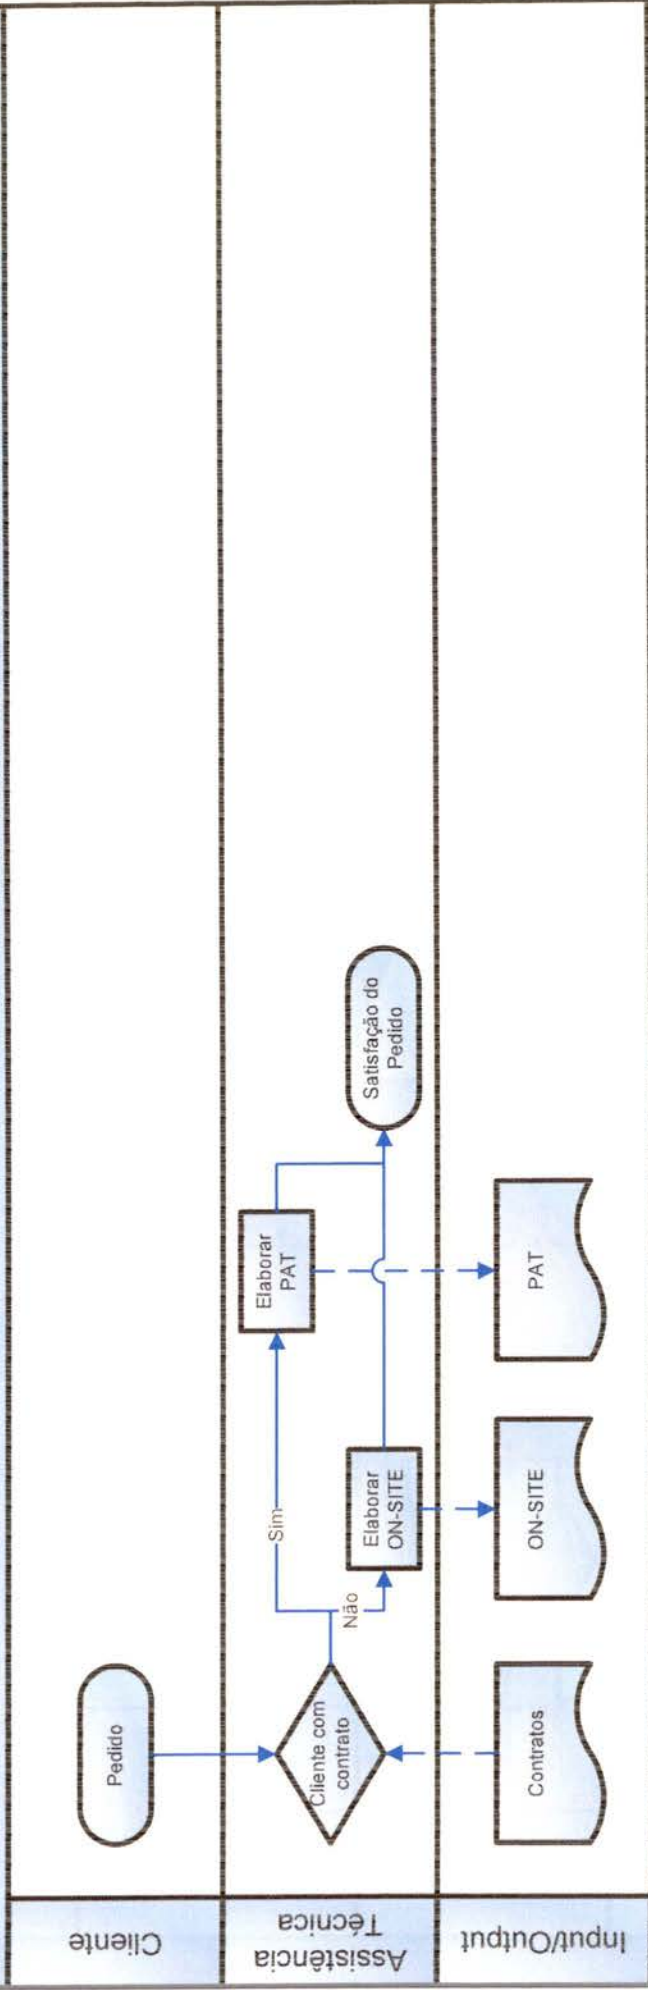 Cliente
Pedido
Assistência
Técnica
Cliente com
contrato
Sim
Não
Elaborar
PAT
Elaborar
ON-SITE
Satisfação do
Pedido
Input/Output
Contratos
ON-SITE
PAT